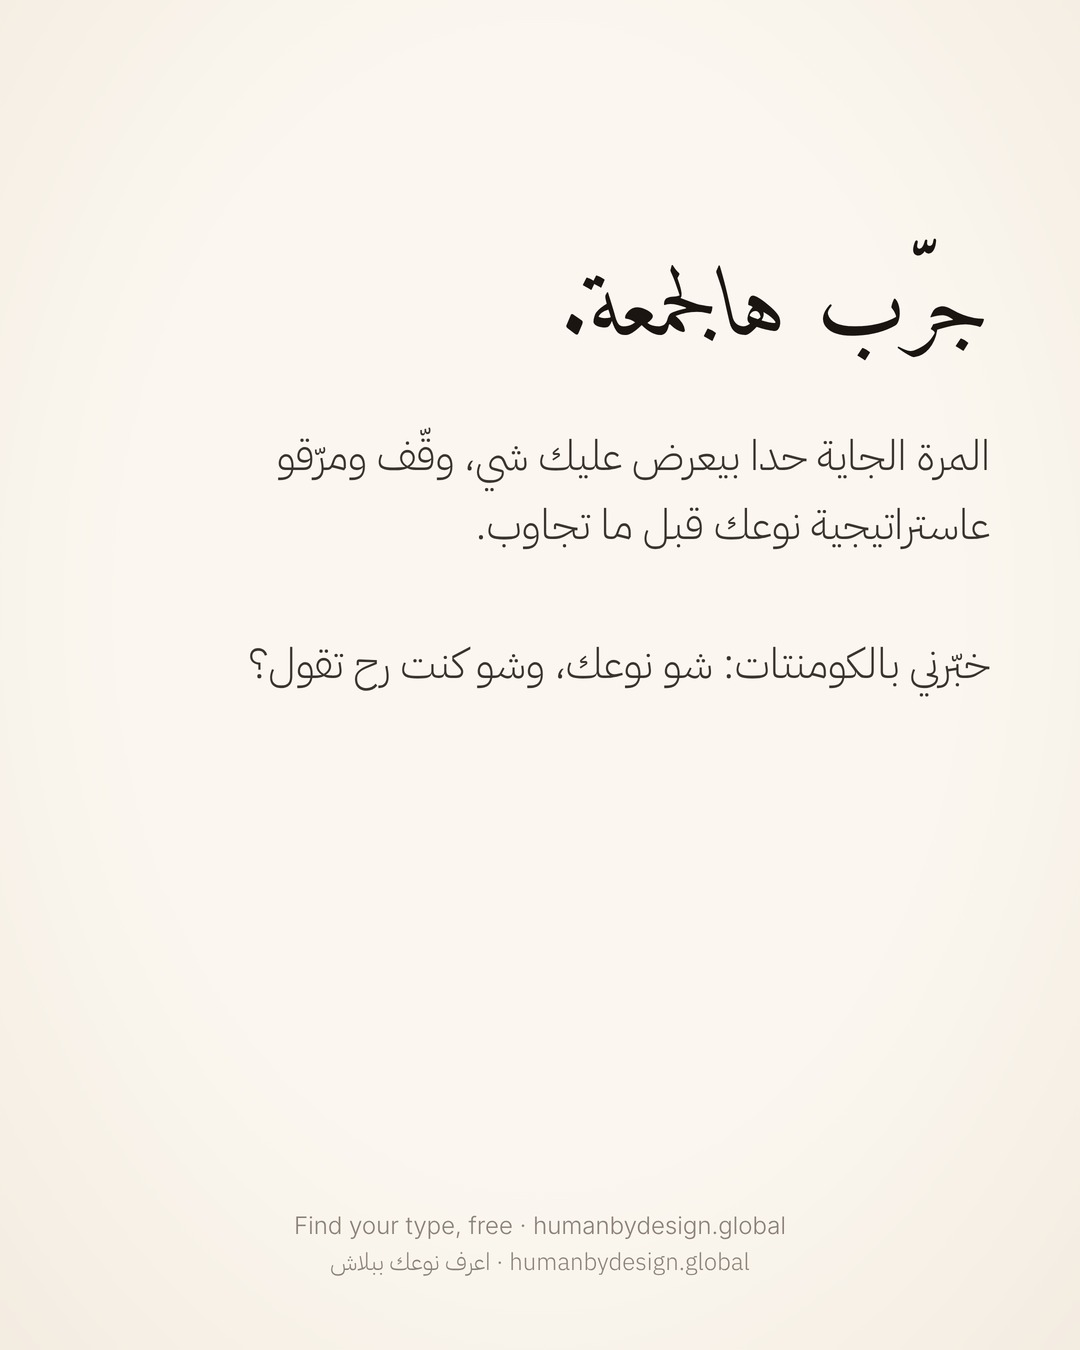 جرّب هالجمعة.
المرة الجاية حدا بيعرض عليك شي، وقّف ومرّقو
عاستراتيجية نوعك قبل ما تجاوب.
خبّرني بالكومنتات: شو نوعك، وشو كنت رح تقول؟
Find your type, free · humanbydesign.global
اعرف نوعك ببلاش · humanbydesign.global